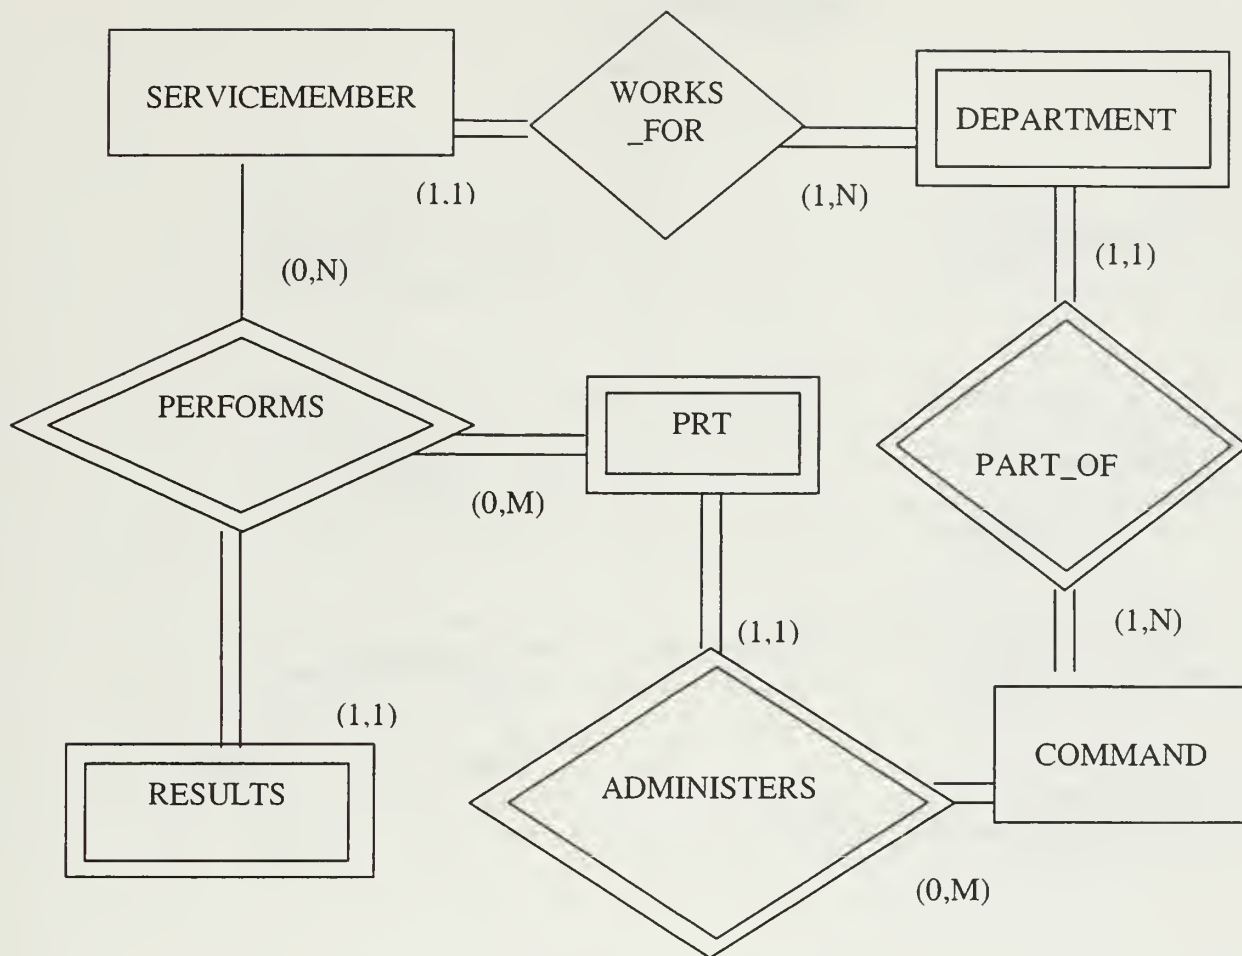 SERVICEMEMBER
WORKS
_FOR
DEPARTMENT
(1,1)
(1,N)
(0,N)
(1,1)
PERFORMS
PRT
PART_OF
(0,M)
(1,1)
(1,N)
(1,1)
RESULTS
ADMINISTERS
COMMAND
(0,M)